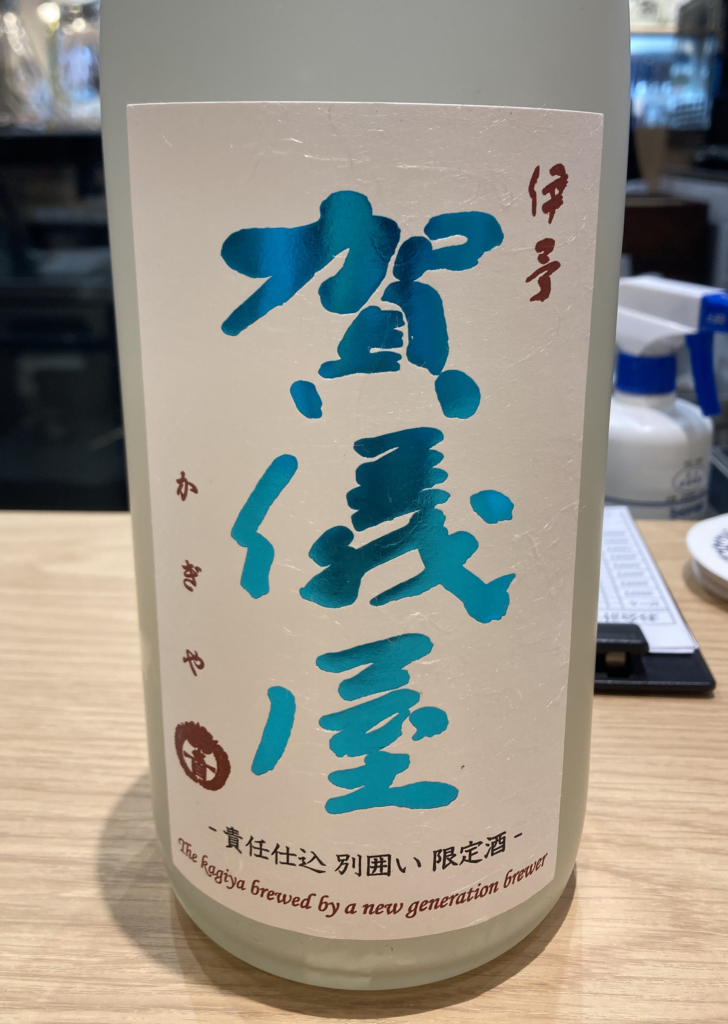 伊予
賀儀屋
かぎや
- 責任仕込 別囲い 限定酒 -
The kagiya brewed by a new generation brewer